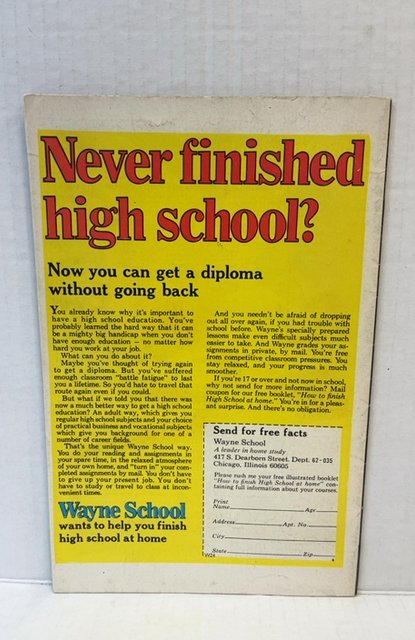 Never finished
high school?
Now you can get a diploma
without going back
You already know why it's important to
have a high school education. You've
probably learned the hard way that it can
be a mighty big handicap when you don't
have enough education — no matter how
hard you work at your job.
What can you do about it?
Maybe you've thought of trying again
to get a diploma. But you've suffered
enough classroom "battle fatigue" to last
you a lifetime. So you'd hate to travel that
route again even if you could.
But what if we told you that there was
now a much better way to get a high school
education? An adult way, which gives you
regular high school subjects and your choice
of practical business and vocational subjects
which give you background for one of a
number of career fields.
That's the unique Wayne School way.
You do your reading and assignments in
your spare time, in the relaxed atmosphere
of your own home, and "turn in" your com-
pleted assignments by mail. You don't have
to give up your present job. You don't
have to study or travel to class at incon-
venient times.
Wayne School
wants to help you finish
high school at home
And you needn't be afraid of dropping
out all over again, if you had trouble with
school before. Wayne's specially prepared
lessons make even difficult subjects much
easier to take. And Wayne grades your as-
signments in private, by mail. You're free
from competitive classroom pressures. You
stay relaxed, and your progress is much
smoother.
If you're 17 or over and not now in school,
why not send for more information? Mail
coupon for our free booklet, "How to finish
High School at home." You're in for a pleas-
ant surprise. And there's no obligation.
Send for free facts
Wayne School
A leader in home study
417 S. Dearborn Street, Dept. 62-035
Chicago, Illinois 60605
Please rush me your free illustrated booklet
"How to finish High School at home" con-
taining full information about your courses.
Print
Name Age
Address Apt. No.
City
State Zip
W24